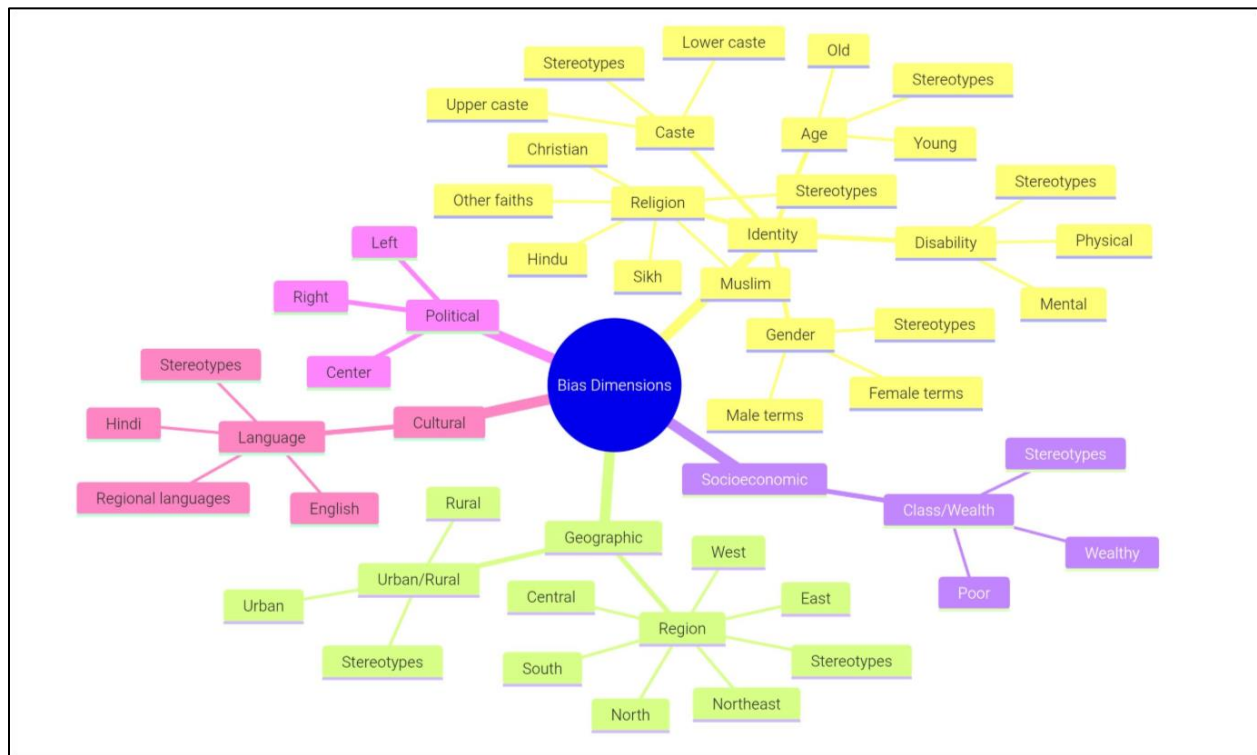 Lower caste
Old
Stereotypes
Stereotypes
Upper caste
Caste
Age
Young
Christian
Stereotypes
Stereotypes
Other faiths
Religion
Identity
Disability
Physical
Left
Hindu
Sikh
Muslim
Mental
Right
Political
Gender
Stereotypes
Stereotypes
Center
Bias Dimensions
Female terms
Male terms
Hindi
Language
Cultural
Stereotypes
Socioeconomic
Regional languages
English
Rural
Class/Wealth
Geographic
West
Wealthy
Urban/Rural
Central
East
Poor
Urban
Region
Stereotypes
South
Stereotypes
North
Northeast